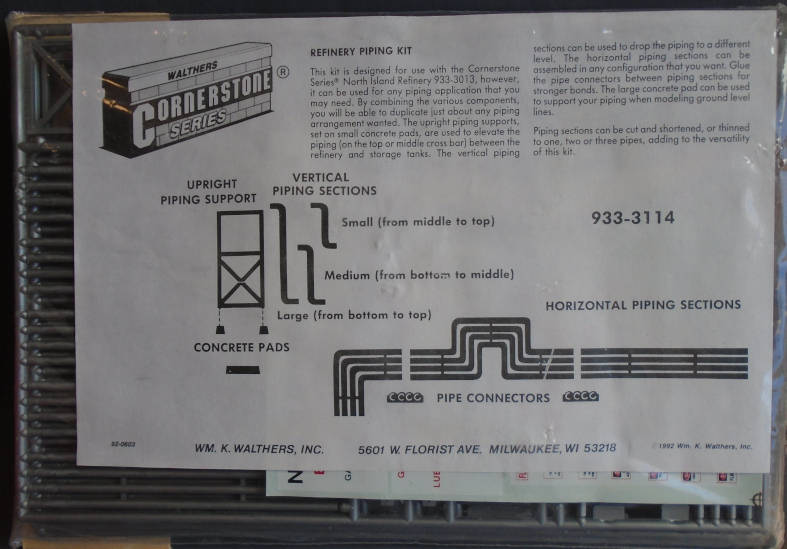 WALTHERS
CORNERSTONE
SERIES
®
REFINERY PIPING KIT
This kit is designed for use with the Cornerstone
Series® North Island Refinery 933-3013, however,
it can be used for any piping application that you
may need. By combining the various components,
you will be able to duplicate just about any piping
arrangement wanted. The upright piping supports,
set on small concrete pads, are used to elevate the
piping (on the top or middle cross bar) between the
refinery and storage tanks. The vertical piping
sections can be used to drop the piping to a different
level. The horizontal piping sections can be
assembled in any configuration that you want. Glue
the pipe connectors between piping sections for
stronger bonds. The large concrete pad can be used
to support your piping when modeling ground level
lines.
Piping sections can be cut and shortened, or thinned
to one, two or three pipes, adding to the versatility
of this kit.
UPRIGHT
PIPING SUPPORT
VERTICAL
PIPING SECTIONS
Small (from middle to top)
933-3114
Medium (from bottom to middle)
Large (from bottom to top)
HORIZONTAL PIPING SECTIONS
CONCRETE PADS
PIPE CONNECTORS
92-0603
WM. K. WALTHERS, INC. 5601 W. FLORIST AVE. MILWAUKEE, WI 53218
©1992 Wm. K. Walthers, Inc.
N
GA
LUB